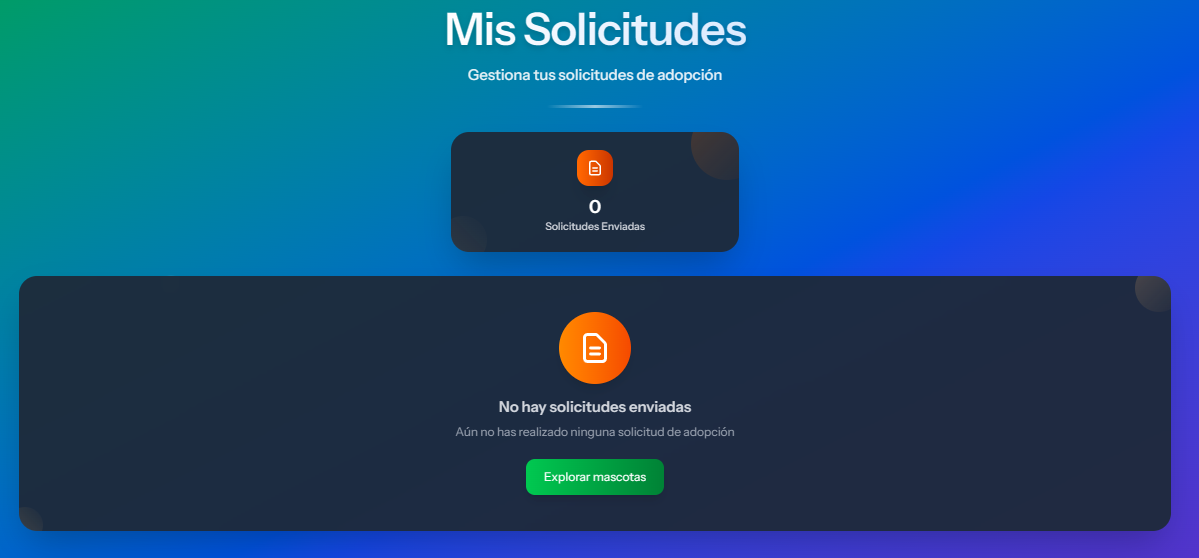 Mis Solicitudes
Gestiona tus solicitudes de adopción
0
Solicitudes Enviadas
No hay solicitudes enviadas
Aún no has realizado ninguna solicitud de adopción
Explorar mascotas